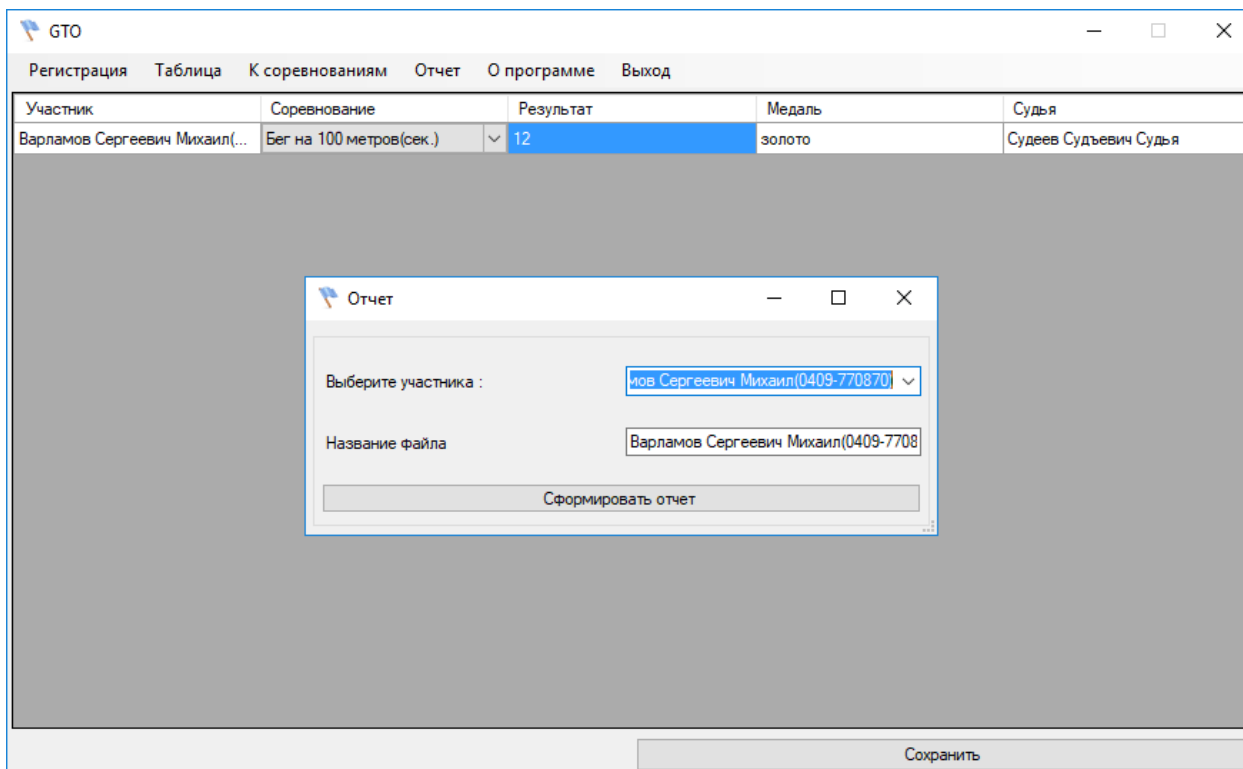 GTO
Регистрация Таблица К соревнованиям Отчет О программе Выход
Участник Соревнование Результат Медаль Судья
Варламов Сергеевич Михаил(... Бег на 100 метров(сек.) 12 золото Судеев Судъевич Судья
Отчет
Выберите участника : мов Сергеевич Михаил(0409-770870)
Название файла Варламов Сергеевич Михаил(0409-7708
Сформировать отчет
Сохранить